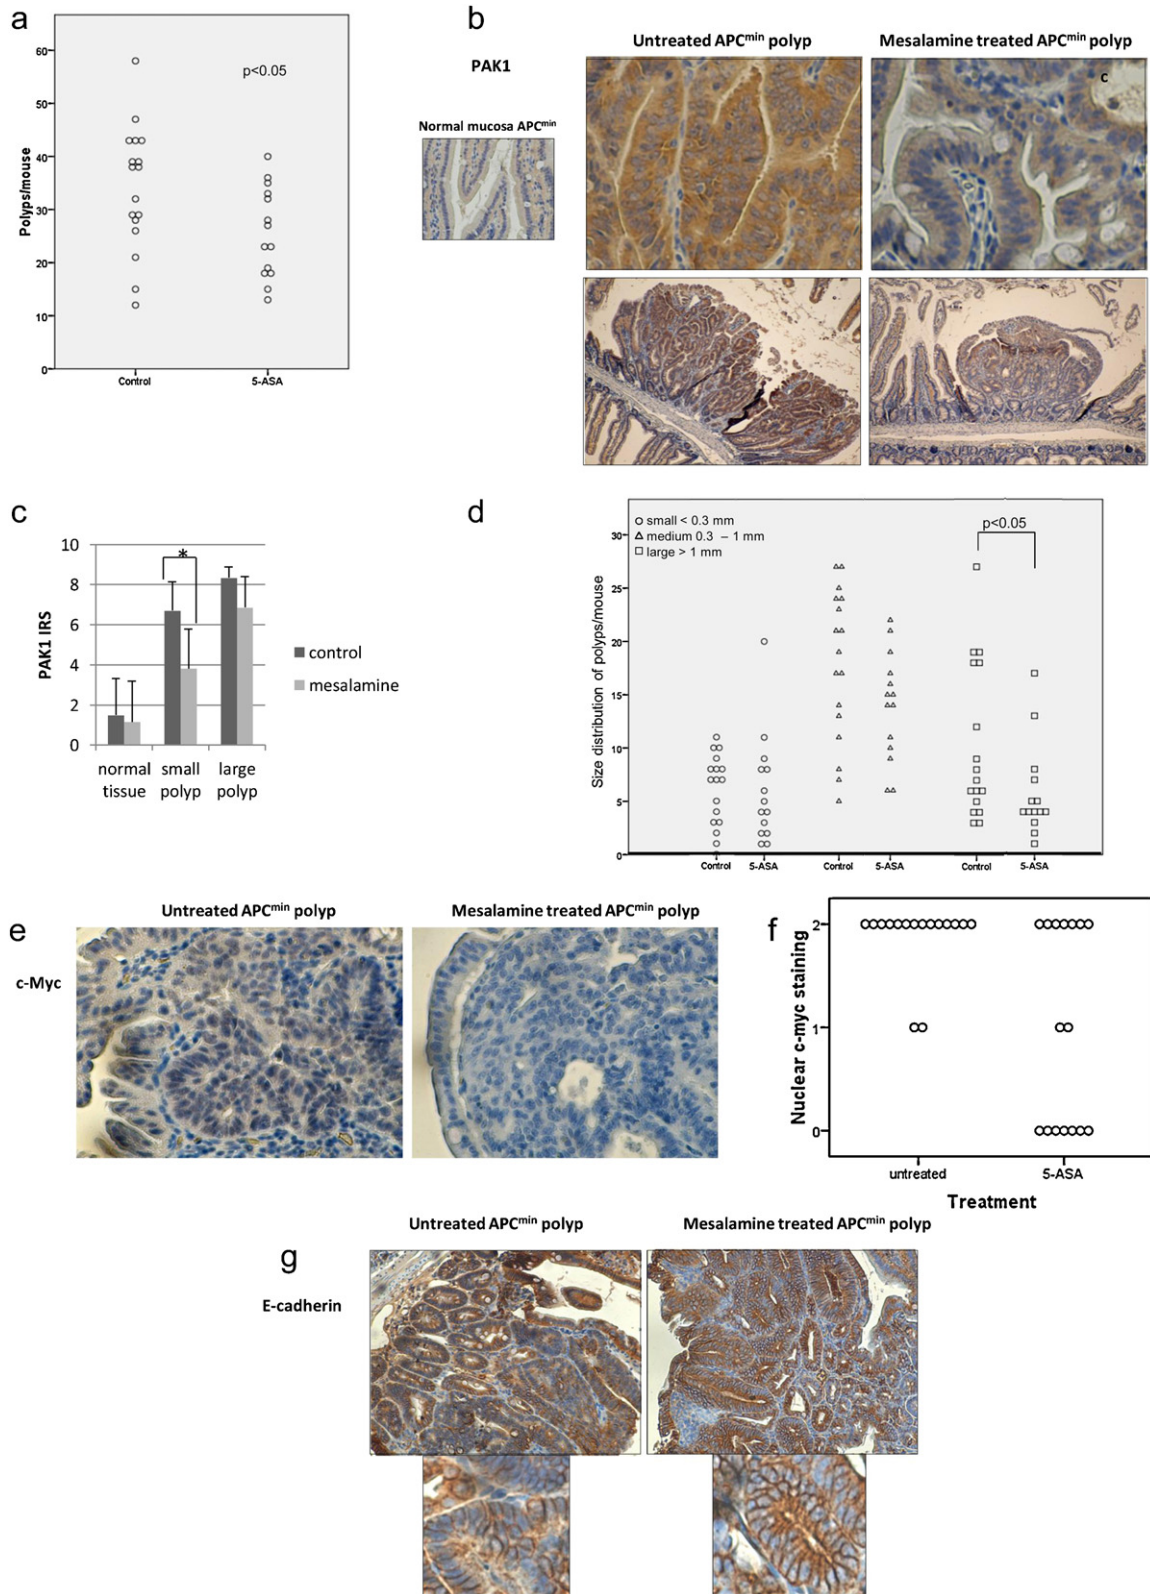 a
60
50
40
30
20
10
0
Polyps/mouse
p<0.05
Control
5-ASA
b
Untreated APCmin polyp
Mesalamine treated APCmin polyp
PAK1
c
Normal mucosa APCmin
c
10
8
6
4
2
0
PAK1 IRS
*
control
mesalamine
normal
tissue
small
polyp
large
polyp
d
small < 0.3 mm
medium 0.3 – 1 mm
large > 1 mm
p<0.05
30
25
20
15
10
5
0
Size distribution of polyps/mouse
Control
5-ASA
Control
5-ASA
Control
5-ASA
e
Untreated APCmin polyp
Mesalamine treated APCmin polyp
c-Myc
f
2
1
0
Nuclear c-myc staining
untreated
5-ASA
Treatment
g
Untreated APCmin polyp
Mesalamine treated APCmin polyp
E-cadherin